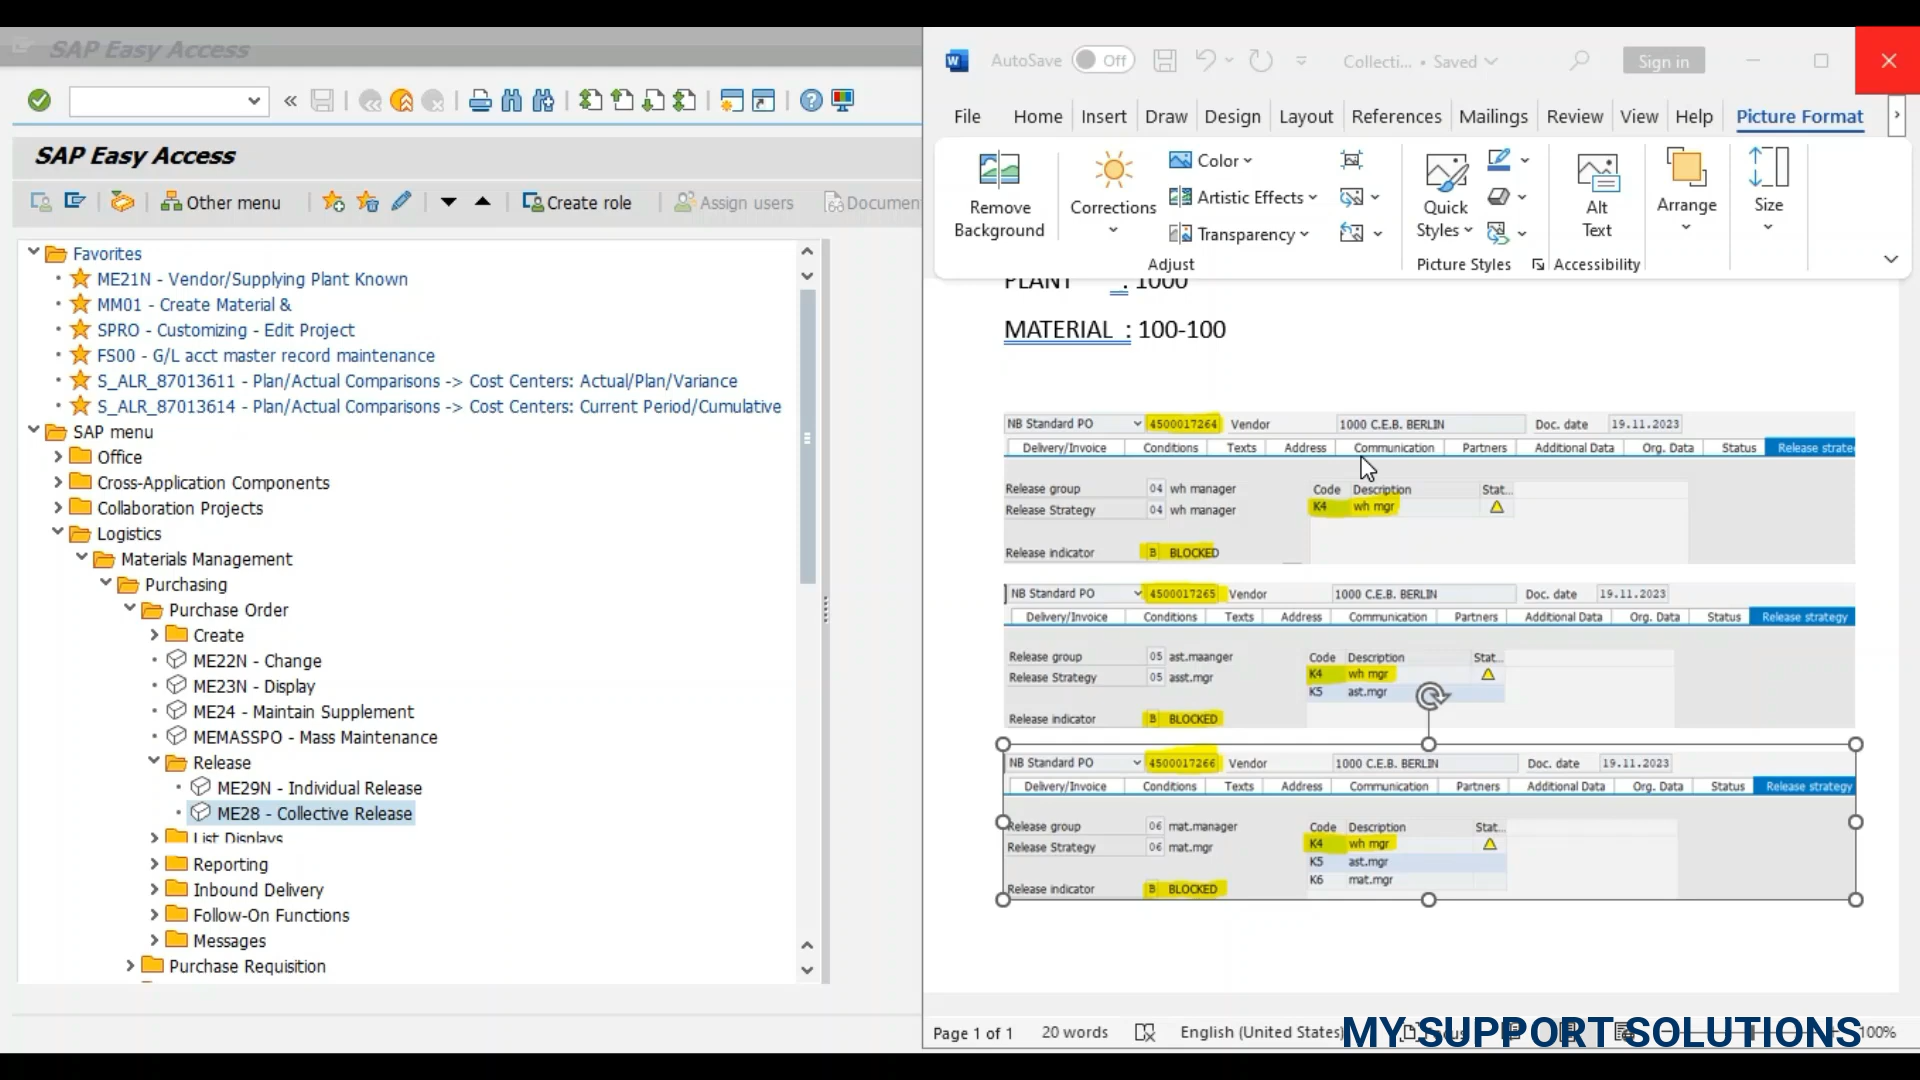 SAP Easy Access
SAP Easy Access
Other menu
Create role
Assign users
Documen
Favorites
ME21N - Vendor/Supplying Plant Known
MM01 - Create Material &
SPRO - Customizing - Edit Project
FS00 - G/L acct master record maintenance
S_ALR_87013611 - Plan/Actual Comparisons -> Cost Centers: Actual/Plan/Variance
S_ALR_87013614 - Plan/Actual Comparisons -> Cost Centers: Current Period/Cumulative
SAP menu
Office
Cross-Application Components
Collaboration Projects
Logistics
Materials Management
Purchasing
Purchase Order
Create
ME22N - Change
ME23N - Display
ME24 - Maintain Supplement
MEMASSPO - Mass Maintenance
Release
ME29N - Individual Release
ME28 - Collective Release
List Displays
Reporting
Inbound Delivery
Follow-On Functions
Messages
Purchase Requisition
AutoSave Off Collecti... • Saved Sign in
File Home Insert Draw Design Layout References Mailings Review View Help Picture Format
Remove Background
Corrections
Color
Artistic Effects
Transparency
Adjust
Quick Styles
Picture Styles
Alt Text
Accessibility
Arrange
Size
PLANT : 1000
MATERIAL : 100-100
NB Standard PO 4500017264 Vendor 1000 C.E.B. BERLIN Doc. date 19.11.2023
Delivery/Invoice Conditions Texts Address Communication Partners Additional Data Org. Data Status Release strate
Release group 04 wh manager Code Description Stat...
Release Strategy 04 wh manager K4 wh mgr
Release indicator B BLOCKED
NB Standard PO 4500017265 Vendor 1000 C.E.B. BERLIN Doc. date 19.11.2023
Delivery/Invoice Conditions Texts Address Communication Partners Additional Data Org. Data Status Release strategy
Release group 05 ast.maanger Code Description Stat...
Release Strategy 05 asst.mgr K4 wh mgr
K5 ast.mgr
Release indicator B BLOCKED
NB Standard PO 4500017266 Vendor 1000 C.E.B. BERLIN Doc. date 19.11.2023
Delivery/Invoice Conditions Texts Address Communication Partners Additional Data Org. Data Status Release strategy
Release group 06 mat.manager Code Description Stat...
Release Strategy 06 mat.mgr K4 wh mgr
K5 ast.mgr
K6 mat.mgr
Release indicator B BLOCKED
Page 1 of 1 20 words English (United States) 100%
MY SUPPORT SOLUTIONS